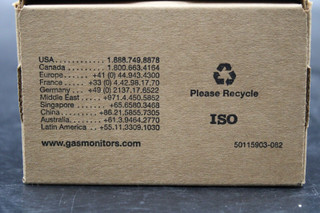 USA............1.888.749.8878
Canada.........1.800.663.4164
Europe.......+41 (0) 44.943.4300
France.......+33 (0) 4.42.98.17.70
Germany....+49 (0) 2137.17.6522
Middle East.....+971.4.450.5852
Singapore......+65.6580.3468
China........+86.21.5855.7305
Australia.......+61.3.9464.2770
Latin America..+55.11.3309.1030
www.gasmonitors.com
Please Recycle
ISO
50115903-082